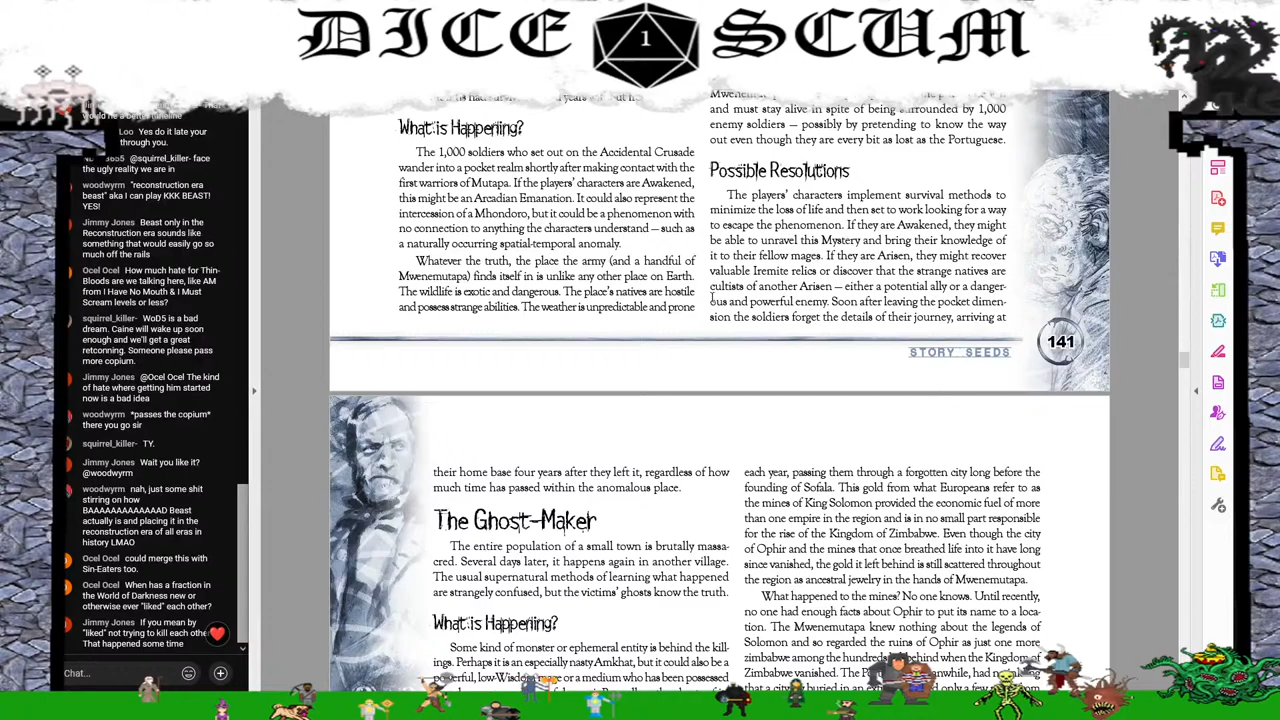 DICE SCUM
1
would be a better timeline
Loo Yes do it late your
through you.
@squirrel_killer- face
the ugly reality we are in
woodwyrm "reconstruction era
beast" aka I can play KKK BEAST!
YES!
Jimmy Jones Beast only in the
Reconstruction era sounds like
something that would easily go so
much off the rails
Ocel Ocel How much hate for Thin-
Bloods are we talking here, like AM
from I Have No Mouth & I Must
Scream levels or less?
squirrel_killer- WoD5 is a bad
dream. Caine will wake up soon
enough and we'll get a great
retconning. Someone please pass
more copium.
Jimmy Jones @Ocel Ocel The kind
of hate where getting him started
now is a bad idea
woodwyrm *passes the copium*
there you go sir
squirrel_killer- TY.
Jimmy Jones Wait you like it?
@woodwyrm
woodwyrm nah, just some shit
stirring on how
BAAAAAAAAAAAAD Beast
actually is and placing it in the
reconstruction era of all eras in
history LMAO
Ocel Ocel could merge this with
Sin-Eaters too.
Ocel Ocel When has a fraction in
the World of Darkness new or
otherwise ever "liked" each other?
Jimmy Jones If you mean by
"liked" not trying to kill each othe
That happened some time
Chat...
What is Happening?
The 1,000 soldiers who set out on the Accidental Crusade
wander into a pocket realm shortly after making contact with the
first warriors of Mutapa. If the players' characters are Awakened,
this might be an Arcadian Emanation. It could also represent the
intercession of a Mhondoro, but it could be a phenomenon with
no connection to anything the characters understand — such as
a naturally occurring spatial-temporal anomaly.
Whatever the truth, the place the army (and a handful of
Mwenemutapa) finds itself in is unlike any other place on Earth.
The wildlife is exotic and dangerous. The place's natives are hostile
and possess strange abilities. The weather is unpredictable and prone
and must stay alive in spite of being surrounded by 1,000
enemy soldiers — possibly by pretending to know the way
out even though they are every bit as lost as the Portuguese.
Possible Resolutions
The players' characters implement survival methods to
minimize the loss of life and then set to work looking for a way
to escape the phenomenon. If they are Awakened, they might
be able to unravel this Mystery and bring their knowledge of
it to their fellow mages. If they are Arisen, they might recover
valuable Iremite relics or discover that the strange natives are
cultists of another Arisen — either a potential ally or a danger-
ous and powerful enemy. Soon after leaving the pocket dimen-
sion the soldiers forget the details of their journey, arriving at
STORY SEEDS
141
their home base four years after they left it, regardless of how
much time has passed within the anomalous place.
The Ghost-Maker
The entire population of a small town is brutally massa-
cred. Several days later, it happens again in another village.
The usual supernatural methods of learning what happened
are strangely confused, but the victims' ghosts know the truth.
What is Happening?
Some kind of monster or ephemeral entity is behind the kill-
ings. Perhaps it is an especially nasty Amkhat, but it could also be a
powerful, low-Wisdom mage or a medium who has been possessed
each year, passing them through a forgotten city long before the
founding of Sofala. This gold from what Europeans refer to as
the mines of King Solomon provided the economic fuel of more
than one empire in the region and is in no small part responsible
for the rise of the Kingdom of Zimbabwe. Even though the city
of Ophir and the mines that once breathed life into it have long
since vanished, the gold it left behind is still scattered throughout
the region as ancestral jewelry in the hands of Mwenemutapa.
What happened to the mines? No one knows. Until recently,
no one had enough facts about Ophir to put its name to a loca-
tion. The Mwenemutapa knew nothing about the legends of
Solomon and so regarded the ruins of Ophir as just one more
zimbabwe among the hundreds behind when the Kingdom of
Zimbabwe vanished. The